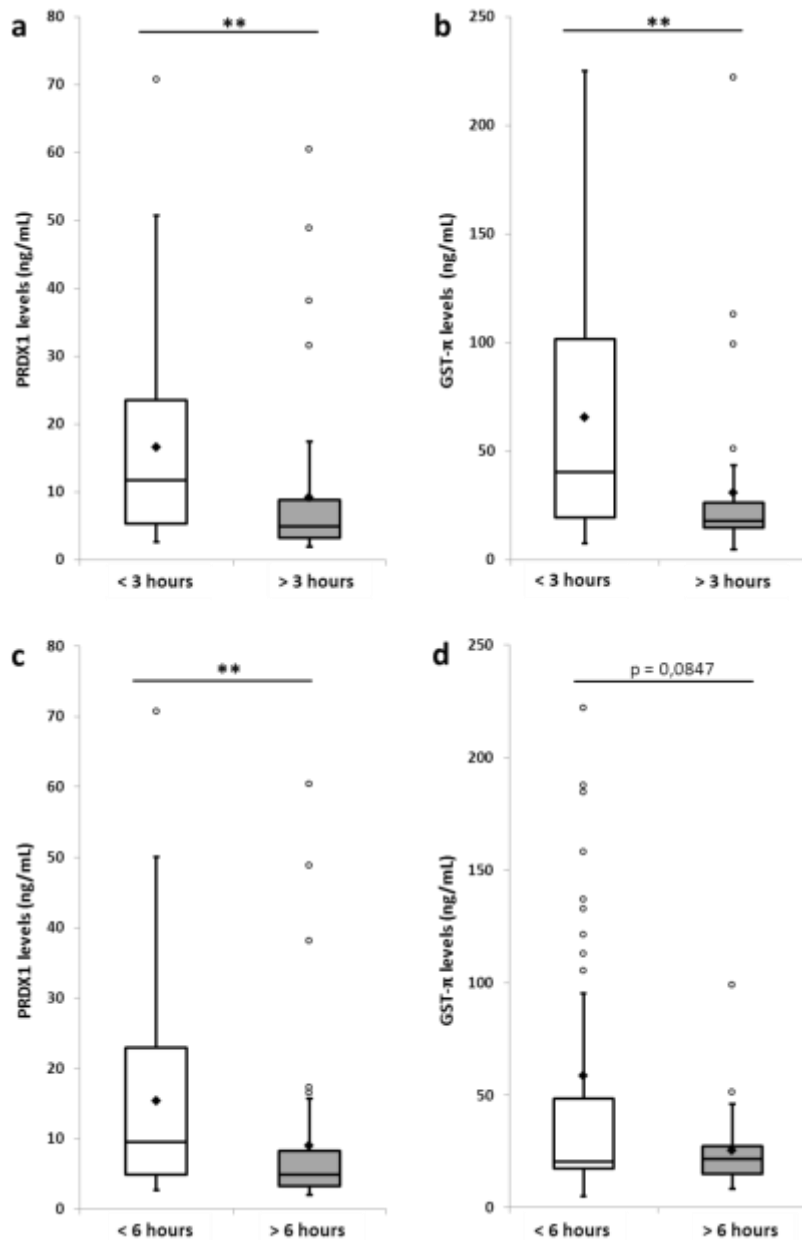 a
**
80
70
60
50
40
30
20
10
0
PRDX1 levels (ng/mL)
< 3 hours
> 3 hours
b
**
250
200
150
100
50
0
GST-π levels (ng/mL)
< 3 hours
> 3 hours
c
**
80
70
60
50
40
30
20
10
0
PRDX1 levels (ng/mL)
< 6 hours
> 6 hours
d
p = 0,0847
250
200
150
100
50
0
GST-π levels (ng/mL)
< 6 hours
> 6 hours